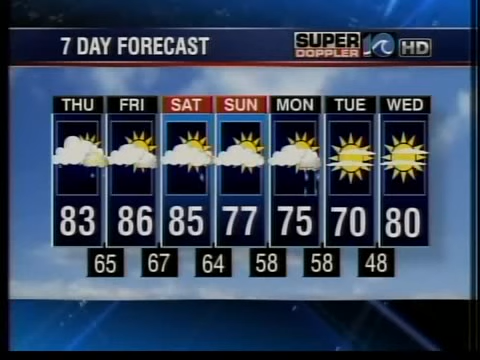 7 DAY FORECAST
SUPER DOPPLER 10 HD
THU FRI SAT SUN MON TUE WED
83 86 85 77 75 70 80
65 67 64 58 58 48